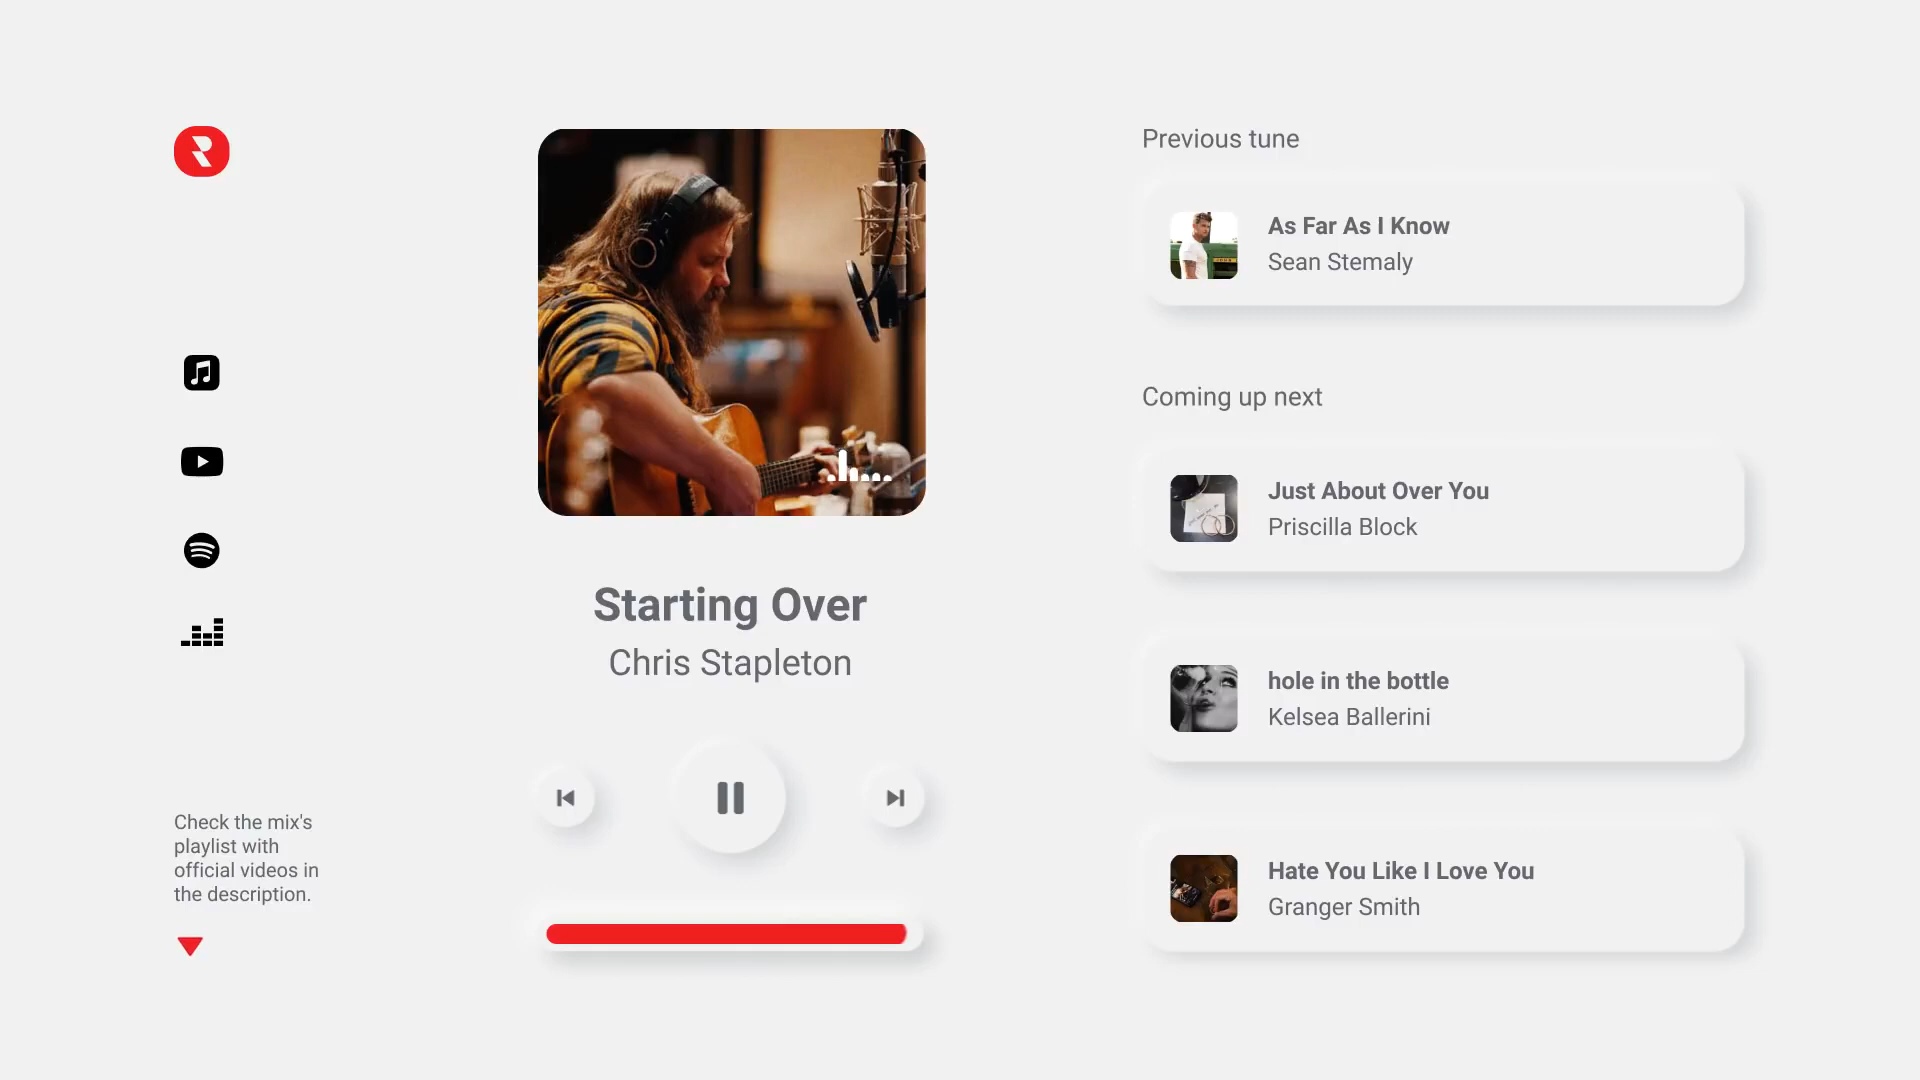 Previous tune
As Far As I Know
Sean Stemaly
Coming up next
Just About Over You
Priscilla Block
hole in the bottle
Kelsea Ballerini
Hate You Like I Love You
Granger Smith
Starting Over
Chris Stapleton
Check the mix's
playlist with
official videos in
the description.